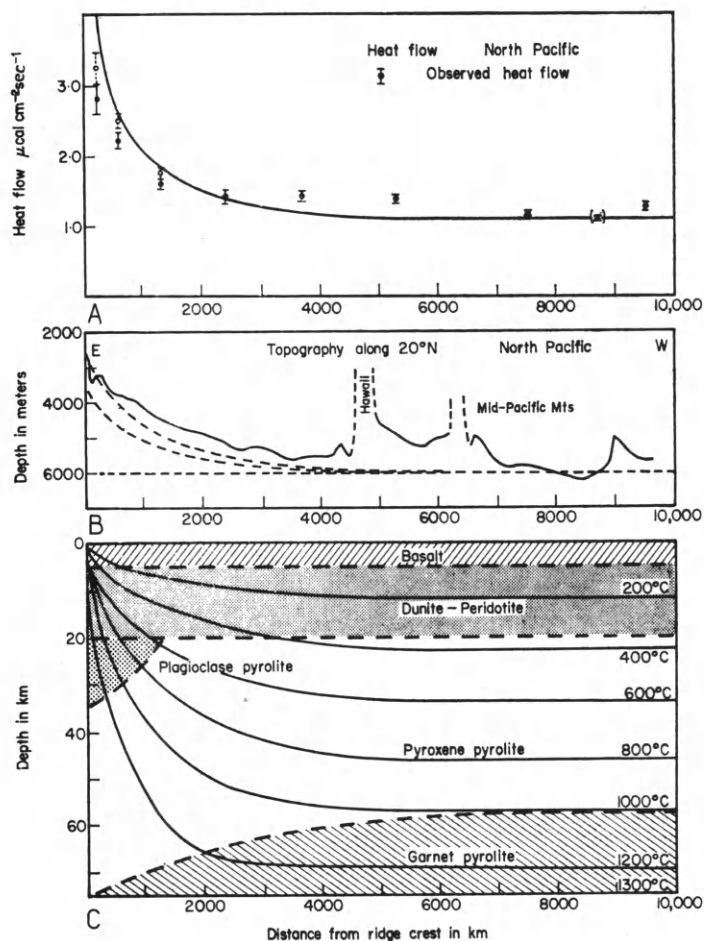 Heat flow North Pacific
Observed heat flow
Heat flow μcal cm⁻²sec⁻¹
3·0
2·0
1·0
2000 4000 6000 8000 10,000
A
Depth in meters
2000
4000
6000
E Topography along 20°N North Pacific W
Hawaii
Mid-Pacific Mts
2000 4000 6000 8000 10,000
B
Depth in km
0
20
40
60
Basalt
200°C
Dunite-Peridotite
400°C
Plagioclase pyrolite
600°C
Pyroxene pyrolite
800°C
1000°C
Garnet pyrolite
1200°C
1300°C
C
0 2000 4000 6000 8000 10,000
Distance from ridge crest in km